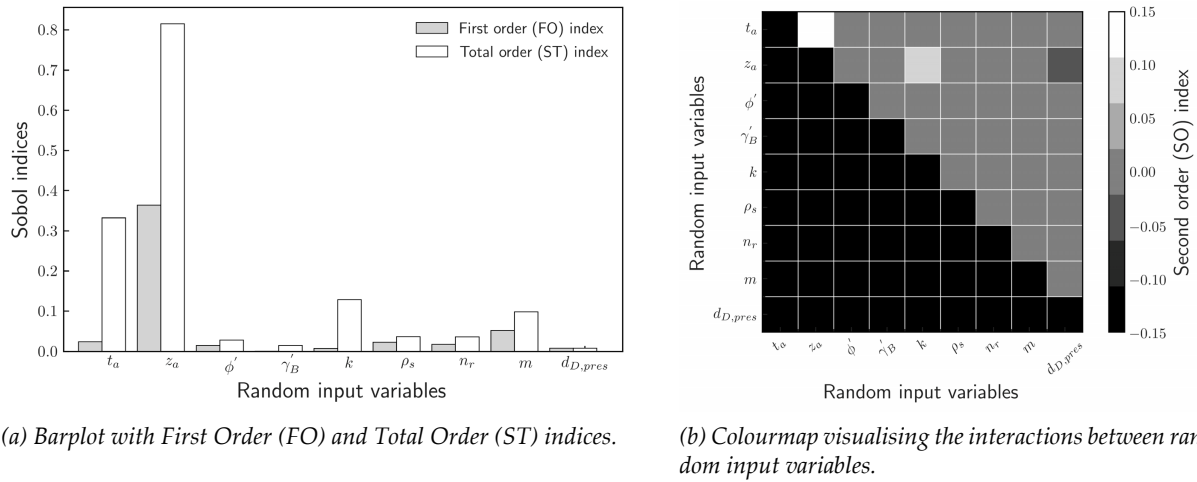 First order (FO) index
Total order (ST) index
Sobol indices
0.8
0.7
0.6
0.5
0.4
0.3
0.2
0.1
0.0
t_a z_a ϕ′ γ′_B k ρ_s n_r m d_{D,pres}
Random input variables
(a) Barplot with First Order (FO) and Total Order (ST) indices.
Random input variables
t_a
z_a
ϕ′
γ′_B
k
ρ_s
n_r
m
d_{D,pres}
t_a z_a ϕ′ γ′_B k ρ_s n_r m d_{D,pres}
Random input variables
0.15
0.10
0.05
0.00
−0.05
−0.10
−0.15
Second order (SO) index
(b) Colourmap visualising the interactions between ran-
dom input variables.